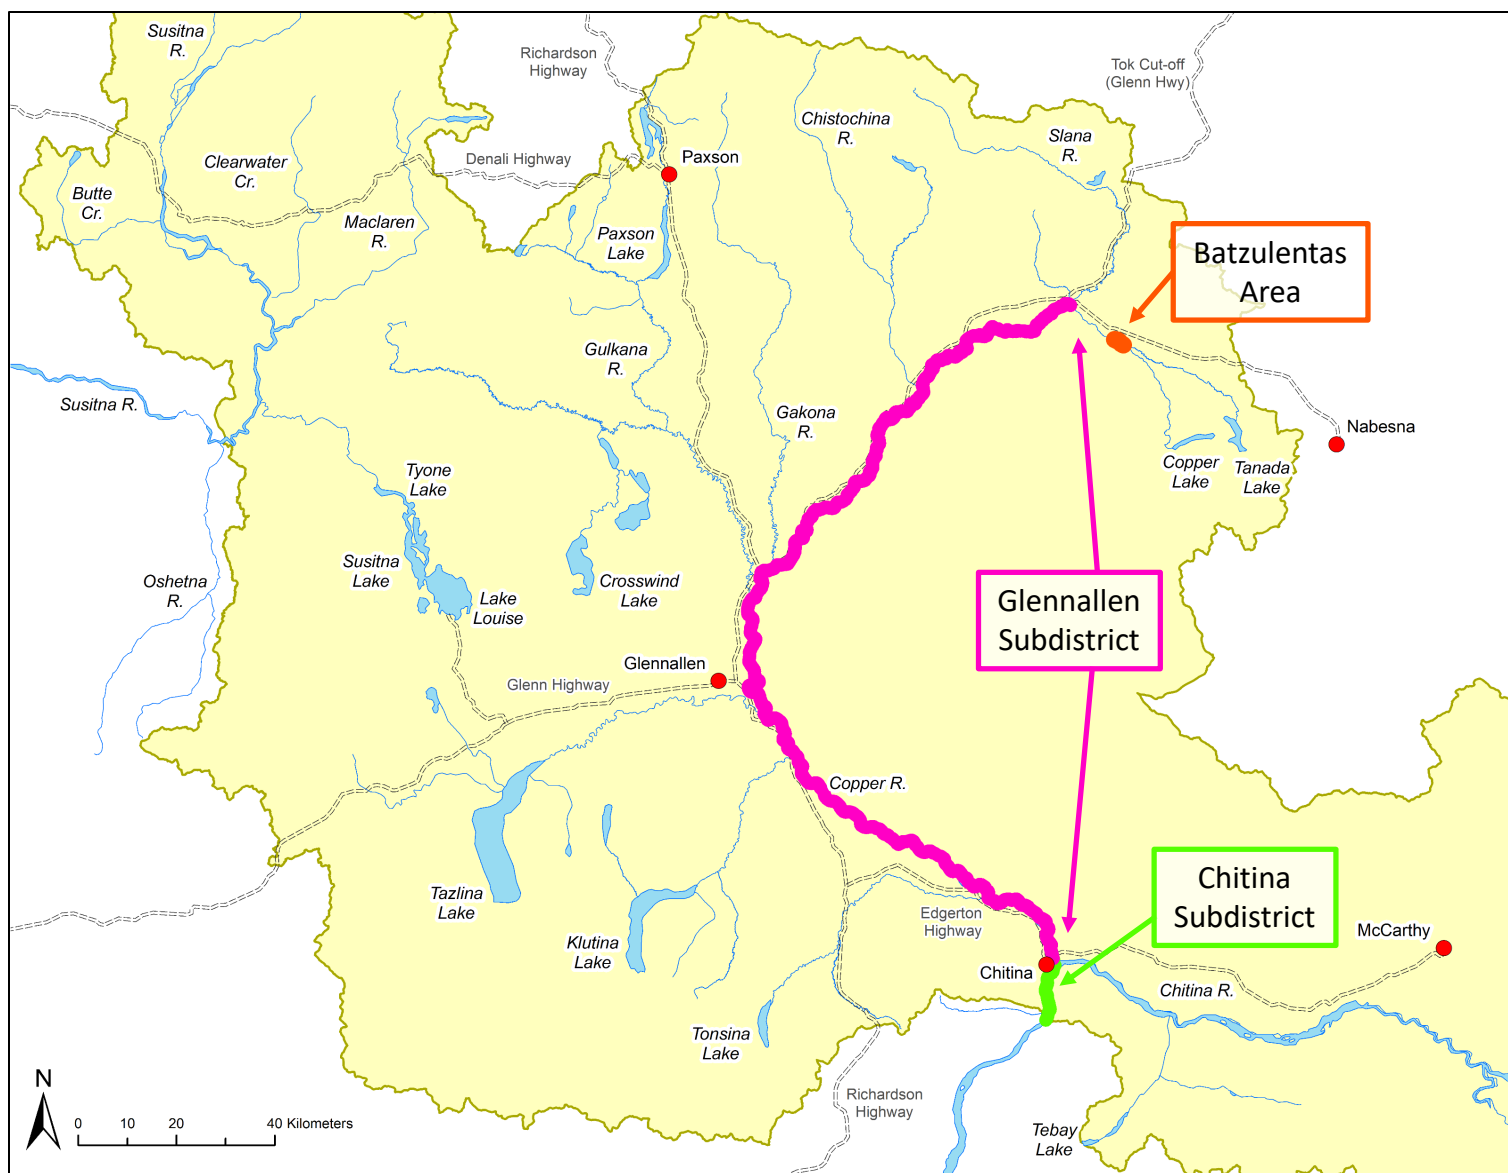 Susitna
R.
Richardson
Highway
Tok Cut-off
(Glenn Hwy)
Chistochina
R.
Slana
R.
Clearwater
Cr.
Denali Highway
Paxson
Butte
Cr.
Maclaren
R.
Paxson
Lake
Batzulentas
Area
Gulkana
R.
Susitna R.
Gakona
R.
Nabesna
Copper
Lake
Tanada
Lake
Tyone
Lake
Susitna
Lake
Oshetna
R.
Lake
Louise
Crosswind
Lake
Glennallen
Subdistrict
Glennallen
Glenn Highway
Copper R.
Tazlina
Lake
Klutina
Lake
Edgerton
Highway
Chitina
Subdistrict
McCarthy
Chitina
Chitina R.
Tonsina
Lake
Richardson
Highway
Tebay
Lake
N
0 10 20 40 Kilometers